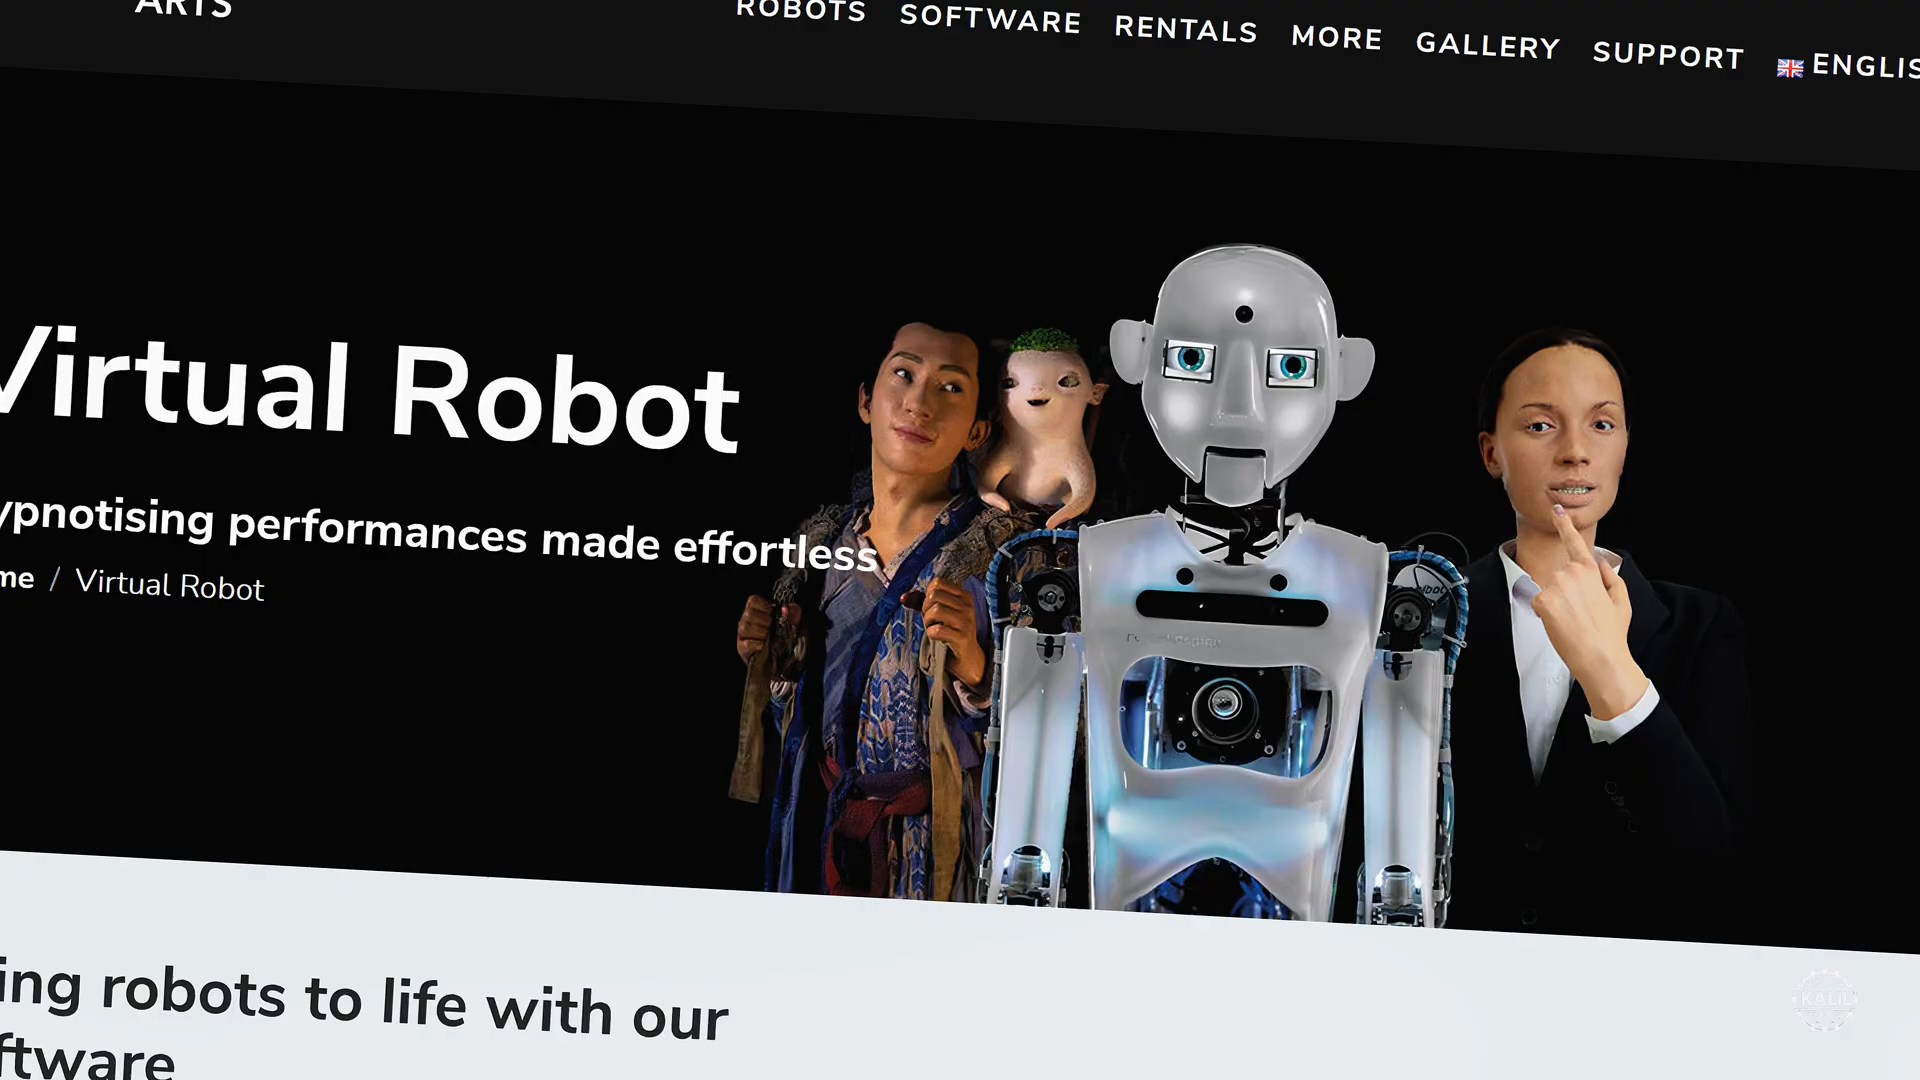 ARTS
ROBOTS SOFTWARE RENTALS MORE GALLERY SUPPORT ENGLIS
Virtual Robot
ypnotising performances made effortless
me / Virtual Robot
ing robots to life with our
ftware
KALIL